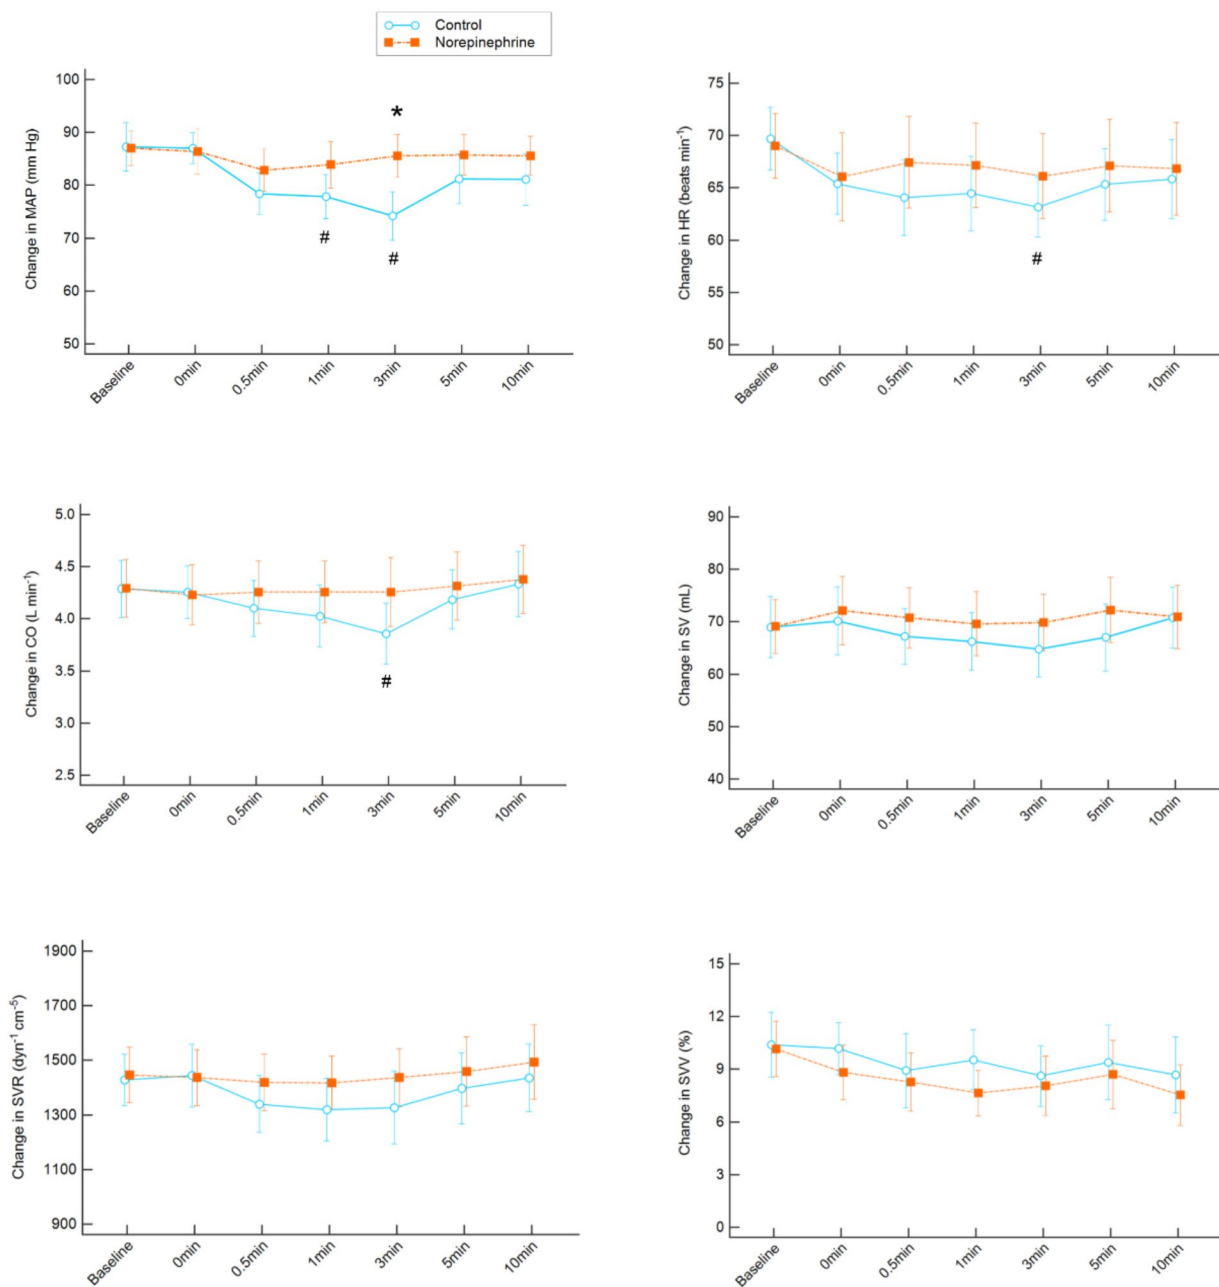 Control
Norepinephrine
Change in MAP (mm Hg)
100
90
80
70
60
50
*
#
#
Baseline
0min
0.5min
1min
3min
5min
10min
Change in HR (beats min⁻¹)
75
70
65
60
55
50
#
Baseline
0min
0.5min
1min
3min
5min
10min
Change in CO (L min⁻¹)
5.0
4.5
4.0
3.5
3.0
2.5
#
Baseline
0min
0.5min
1min
3min
5min
10min
Change in SV (mL)
90
80
70
60
50
40
Baseline
0min
0.5min
1min
3min
5min
10min
Change in SVR (dyn⁻¹ cm⁻⁵)
1900
1700
1500
1300
1100
900
Baseline
0min
0.5min
1min
3min
5min
10min
Change in SVV (%)
15
12
9
6
3
0
Baseline
0min
0.5min
1min
3min
5min
10min